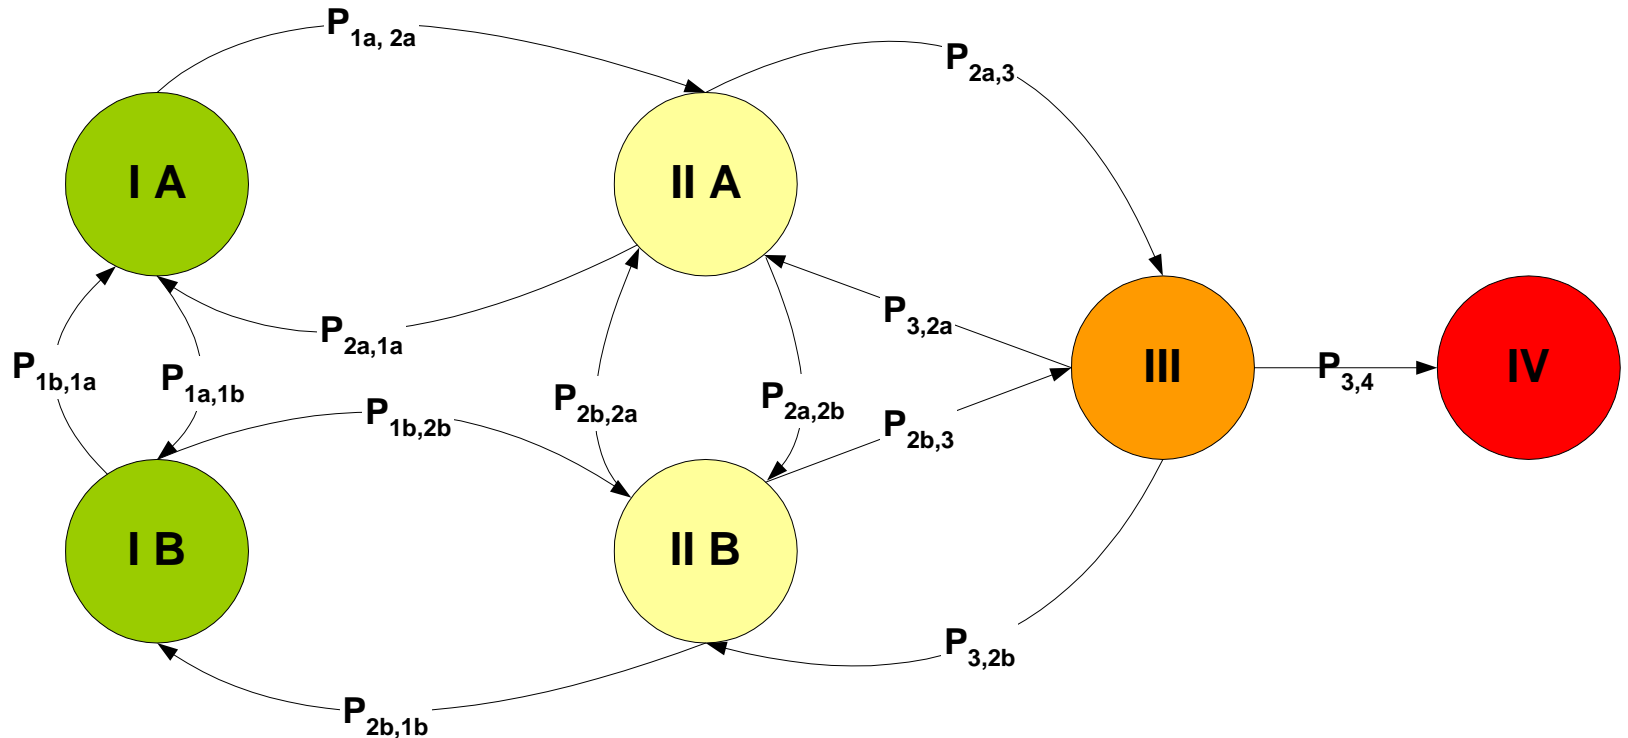 P1a, 2a
P2a,3
I A
II A
P3,2a
P2a,1a
P1b,1a
P1a,1b
III
P3,4
IV
P2b,2a
P2a,2b
P1b,2b
P2b,3
I B
II B
P3,2b
P2b,1b